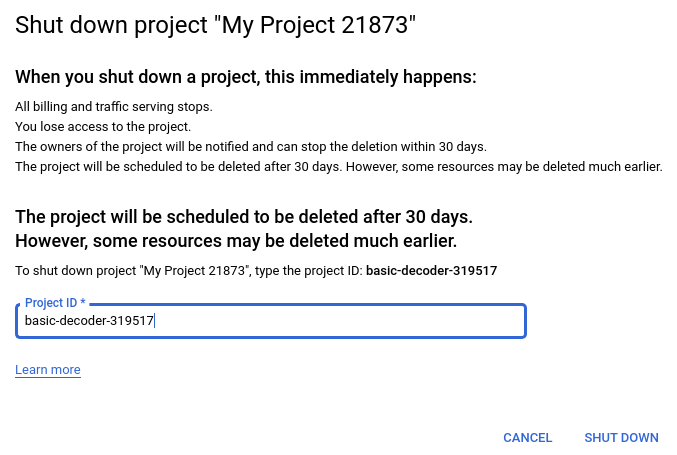 Shut down project "My Project 21873"
When you shut down a project, this immediately happens:
All billing and traffic serving stops.
You lose access to the project.
The owners of the project will be notified and can stop the deletion within 30 days.
The project will be scheduled to be deleted after 30 days. However, some resources may be deleted much earlier.
The project will be scheduled to be deleted after 30 days.
However, some resources may be deleted much earlier.
To shut down project "My Project 21873", type the project ID: basic-decoder-319517
Project ID *
basic-decoder-319517
Learn more
CANCEL SHUT DOWN